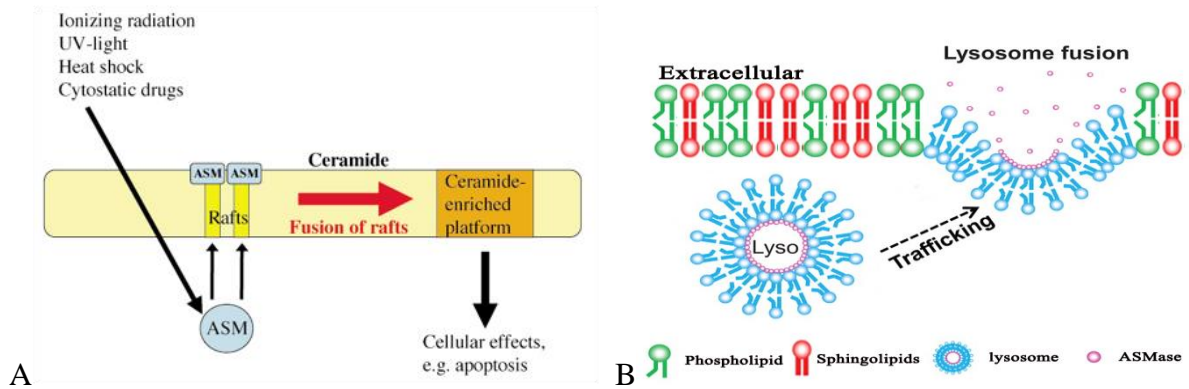 Ionizing radiation
UV-light
Heat shock
Cytostatic drugs
Ceramide
ASM ASM
Rafts
Fusion of rafts
Ceramide-
enriched
platform
ASM
Cellular effects,
e.g. apoptosis
A
Lysosome fusion
Extracellular
Lyso
Trafficking
B
Phospholipid Sphingolipids lysosome ASMase